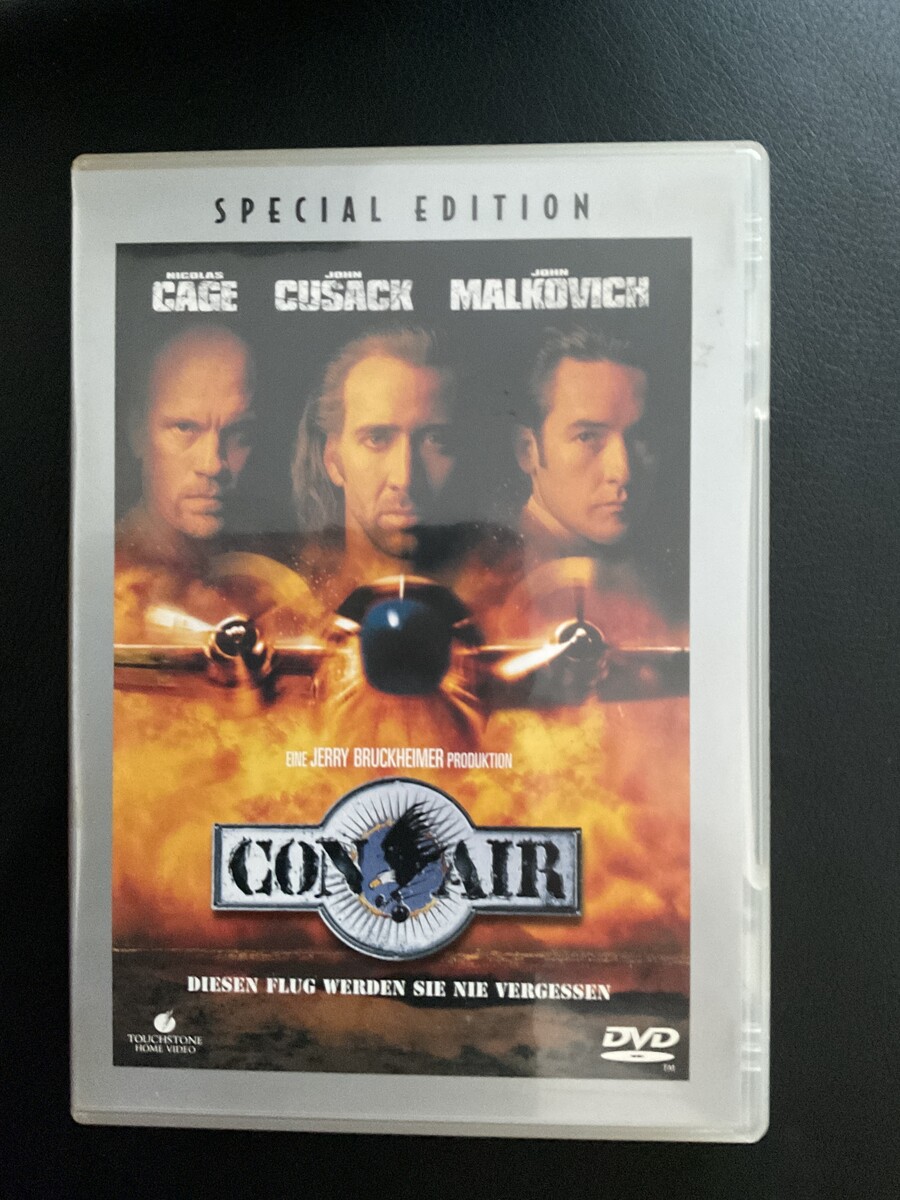 SPECIAL EDITION
NICOLAS CAGE
JOHN CUSACK
JOHN MALKOVICH
EINE JERRY BRUCKHEIMER PRODUKTION
CON AIR
DIESEN FLUG WERDEN SIE NIE VERGESSEN
TOUCHSTONE
HOME VIDEO
DVD
TM